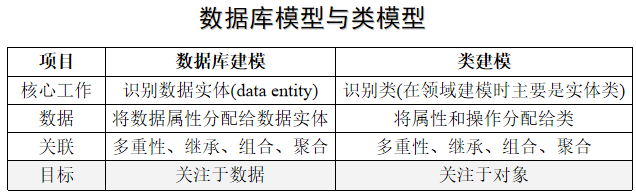 数据库模型与类模型
项目 数据库建模 类建模
核心工作 识别数据实体(data entity) 识别类(在领域建模时主要是实体类)
数据 将数据属性分配给数据实体 将属性和操作分配给类
关联 多重性、继承、组合、聚合 多重性、继承、组合、聚合
目标 关注于数据 关注于对象